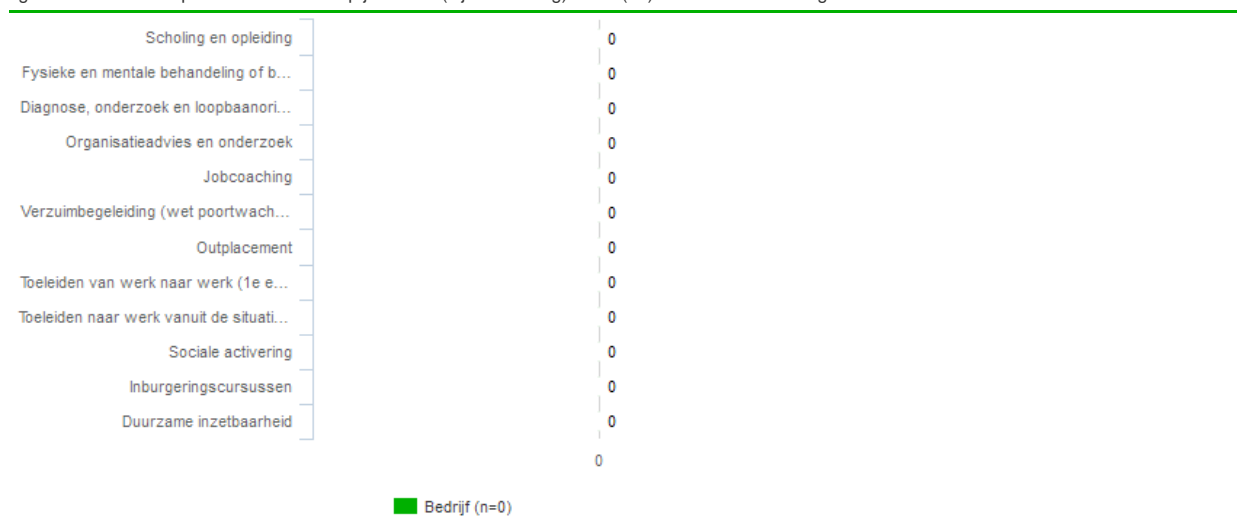 Scholing en opleiding 0
Fysieke en mentale behandeling of b... 0
Diagnose, onderzoek en loopbaanori... 0
Organisatieadvies en onderzoek 0
Jobcoaching 0
Verzuimbegeleiding (wet poortwach... 0
Outplacement 0
Toeleiden van werk naar werk (1e e... 0
Toeleiden naar werk vanuit de situati... 0
Sociale activering 0
Inburgeringscursussen 0
Duurzame inzetbaarheid 0
0
Bedrijf (n=0)